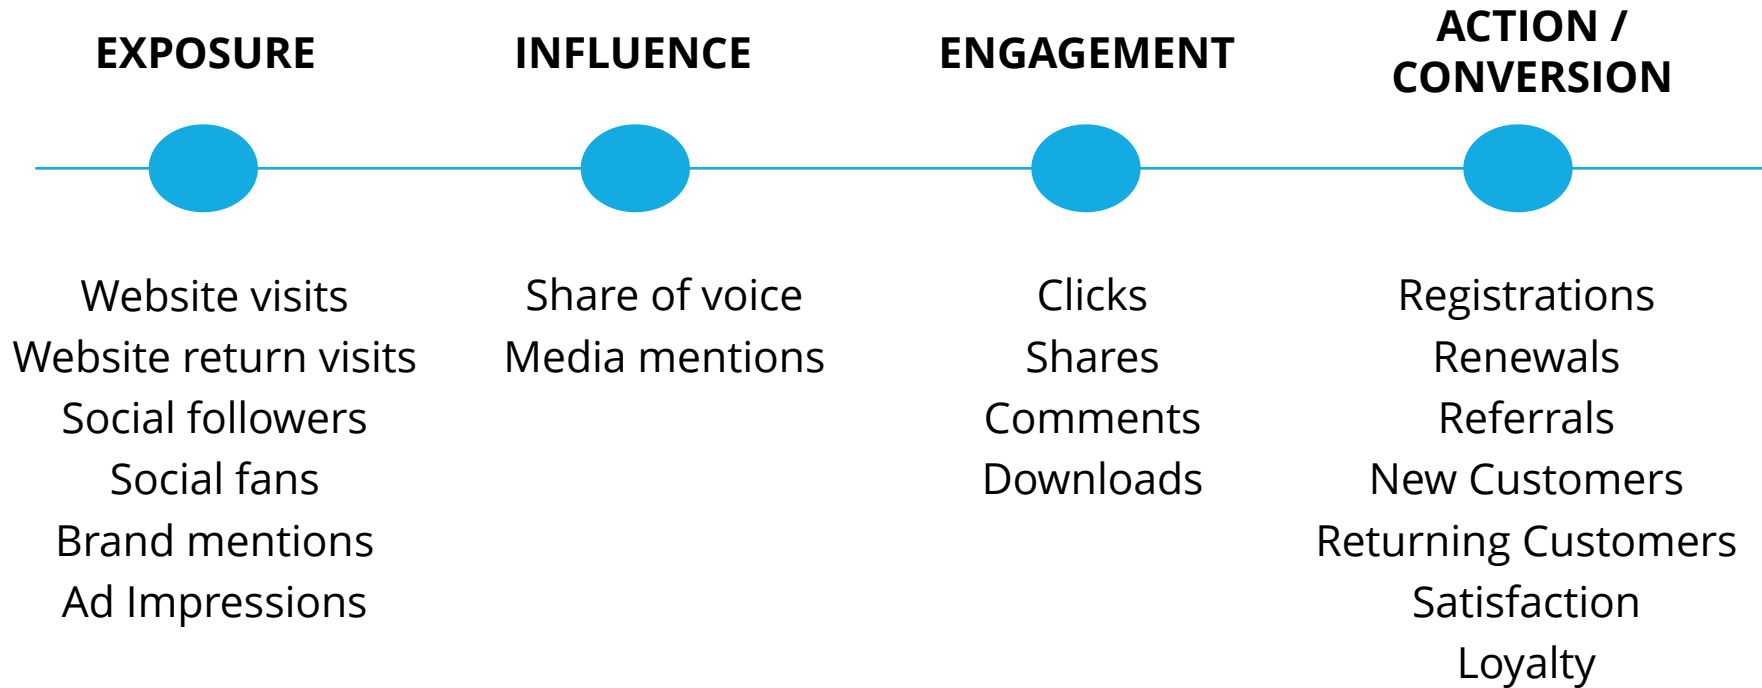 EXPOSURE
INFLUENCE
ENGAGEMENT
ACTION /
CONVERSION
Website visits
Website return visits
Social followers
Social fans
Brand mentions
Ad Impressions
Share of voice
Media mentions
Clicks
Shares
Comments
Downloads
Registrations
Renewals
Referrals
New Customers
Returning Customers
Satisfaction
Loyalty